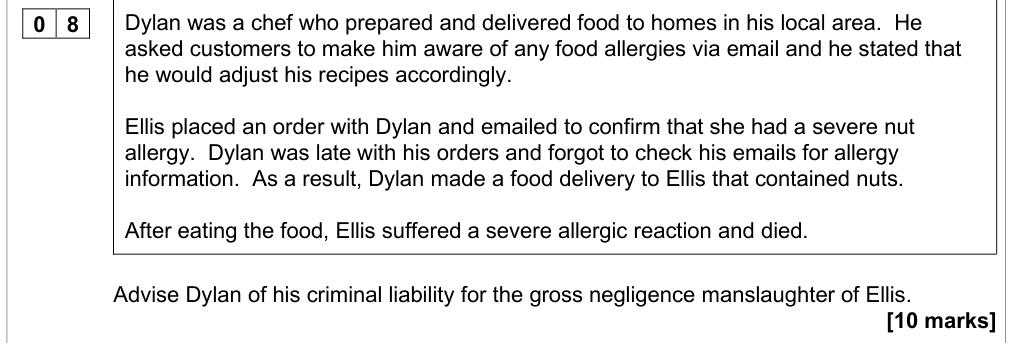 0 8
Dylan was a chef who prepared and delivered food to homes in his local area. He
asked customers to make him aware of any food allergies via email and he stated that
he would adjust his recipes accordingly.
Ellis placed an order with Dylan and emailed to confirm that she had a severe nut
allergy. Dylan was late with his orders and forgot to check his emails for allergy
information. As a result, Dylan made a food delivery to Ellis that contained nuts.
After eating the food, Ellis suffered a severe allergic reaction and died.
Advise Dylan of his criminal liability for the gross negligence manslaughter of Ellis.
[10 marks]